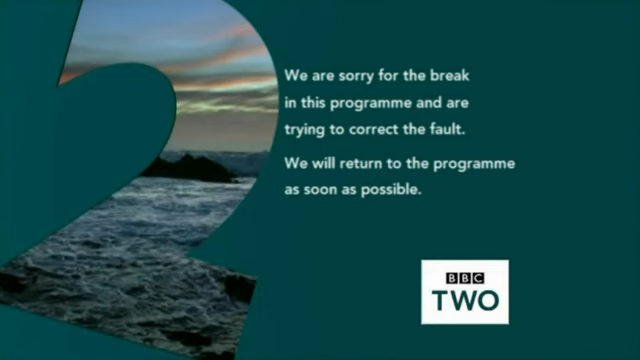 We are sorry for the break
in this programme and are
trying to correct the fault.
We will return to the programme
as soon as possible.
BBC
TWO